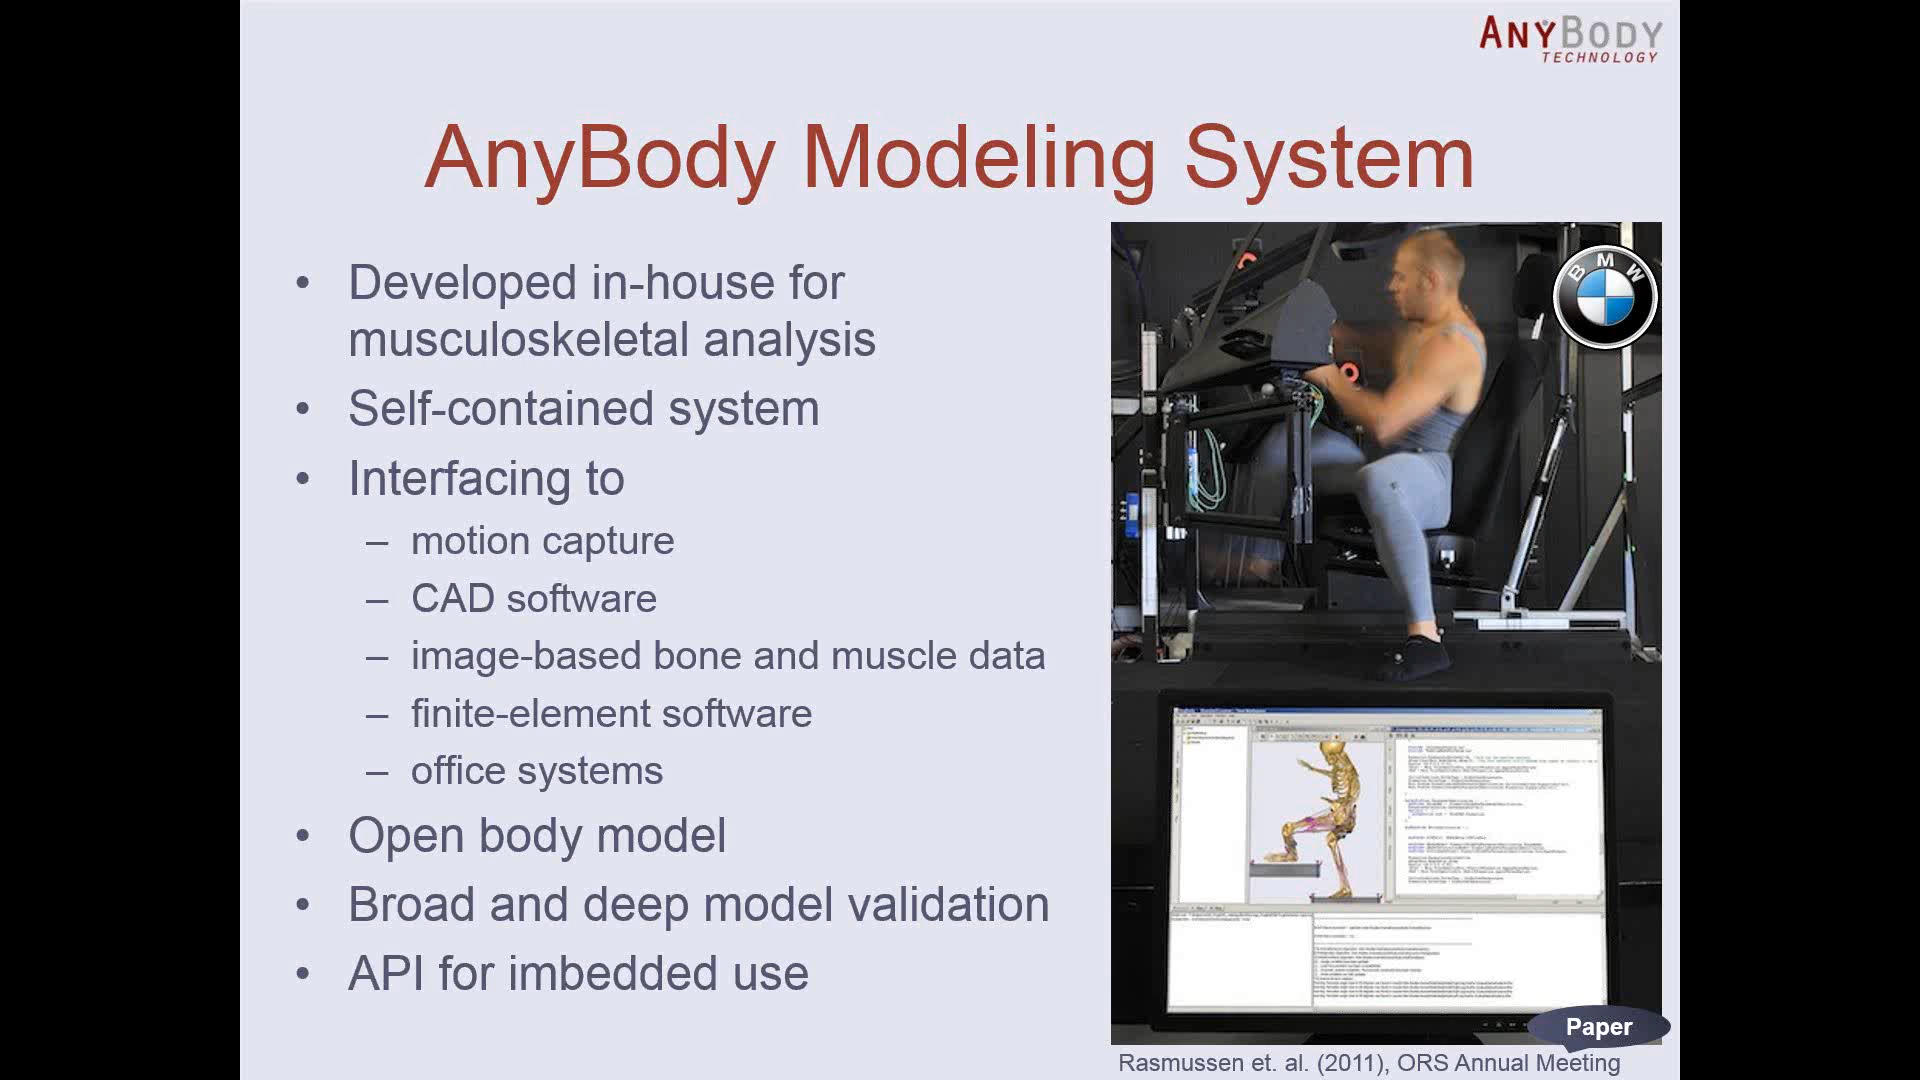 ANYBODY
TECHNOLOGY
AnyBody Modeling System
• Developed in-house for
musculoskeletal analysis
• Self-contained system
• Interfacing to
– motion capture
– CAD software
– image-based bone and muscle data
– finite-element software
– office systems
• Open body model
• Broad and deep model validation
• API for imbedded use
BMW
Paper
Rasmussen et. al. (2011), ORS Annual Meeting